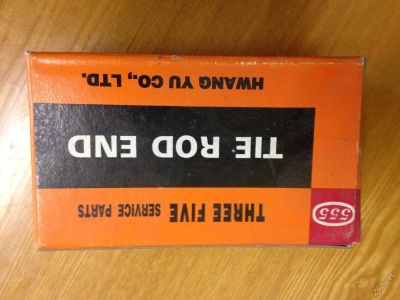 555
THREE FIVE SERVICE PARTS
TIE ROD END
HWANG YU CO., LTD.